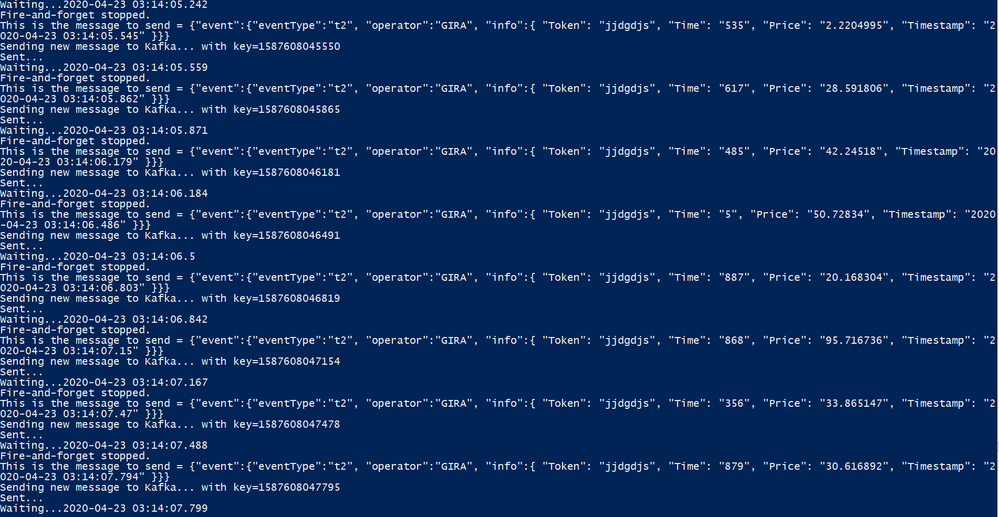 Waiting...2020-04-23 03:14:05.242
Fire-and-forget stopped.
This is the message to send = {"event":{"eventType":"t2", "operator":"GIRA", "info":{ "Token": "jjdgdjs", "Time": "535", "Price": "2.2204995", "Timestamp": "2
020-04-23 03:14:05.545" }}}
Sending new message to Kafka... with key=1587608045550
Sent...
Waiting...2020-04-23 03:14:05.559
Fire-and-forget stopped.
This is the message to send = {"event":{"eventType":"t2", "operator":"GIRA", "info":{ "Token": "jjdgdjs", "Time": "617", "Price": "28.591806", "Timestamp": "2
020-04-23 03:14:05.862" }}}
Sending new message to Kafka... with key=1587608045865
Sent...
Waiting...2020-04-23 03:14:05.871
Fire-and-forget stopped.
This is the message to send = {"event":{"eventType":"t2", "operator":"GIRA", "info":{ "Token": "jjdgdjs", "Time": "485", "Price": "42.24518", "Timestamp": "20
20-04-23 03:14:06.179" }}}
Sending new message to Kafka... with key=1587608046181
Sent...
Waiting...2020-04-23 03:14:06.184
Fire-and-forget stopped.
This is the message to send = {"event":{"eventType":"t2", "operator":"GIRA", "info":{ "Token": "jjdgdjs", "Time": "5", "Price": "50.72834", "Timestamp": "2020
-04-23 03:14:06.486" }}}
Sending new message to Kafka... with key=1587608046491
Sent...
Waiting...2020-04-23 03:14:06.5
Fire-and-forget stopped.
This is the message to send = {"event":{"eventType":"t2", "operator":"GIRA", "info":{ "Token": "jjdgdjs", "Time": "887", "Price": "20.168304", "Timestamp": "2
020-04-23 03:14:06.803" }}}
Sending new message to Kafka... with key=1587608046819
Sent...
Waiting...2020-04-23 03:14:06.842
Fire-and-forget stopped.
This is the message to send = {"event":{"eventType":"t2", "operator":"GIRA", "info":{ "Token": "jjdgdjs", "Time": "868", "Price": "95.716736", "Timestamp": "2
020-04-23 03:14:07.15" }}}
Sending new message to Kafka... with key=1587608047154
Sent...
Waiting...2020-04-23 03:14:07.167
Fire-and-forget stopped.
This is the message to send = {"event":{"eventType":"t2", "operator":"GIRA", "info":{ "Token": "jjdgdjs", "Time": "356", "Price": "33.865147", "Timestamp": "2
020-04-23 03:14:07.47" }}}
Sending new message to Kafka... with key=1587608047478
Sent...
Waiting...2020-04-23 03:14:07.488
Fire-and-forget stopped.
This is the message to send = {"event":{"eventType":"t2", "operator":"GIRA", "info":{ "Token": "jjdgdjs", "Time": "879", "Price": "30.616892", "Timestamp": "2
020-04-23 03:14:07.794" }}}
Sending new message to Kafka... with key=1587608047795
Sent...
Waiting...2020-04-23 03:14:07.799